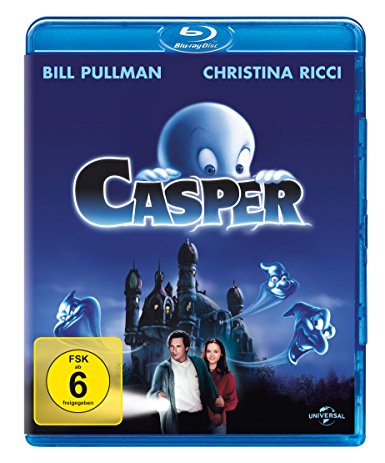 Blu-ray Disc
BILL PULLMAN CHRISTINA RICCI
CASPER
FSK
ab
6
freigegeben
UNIVERSAL